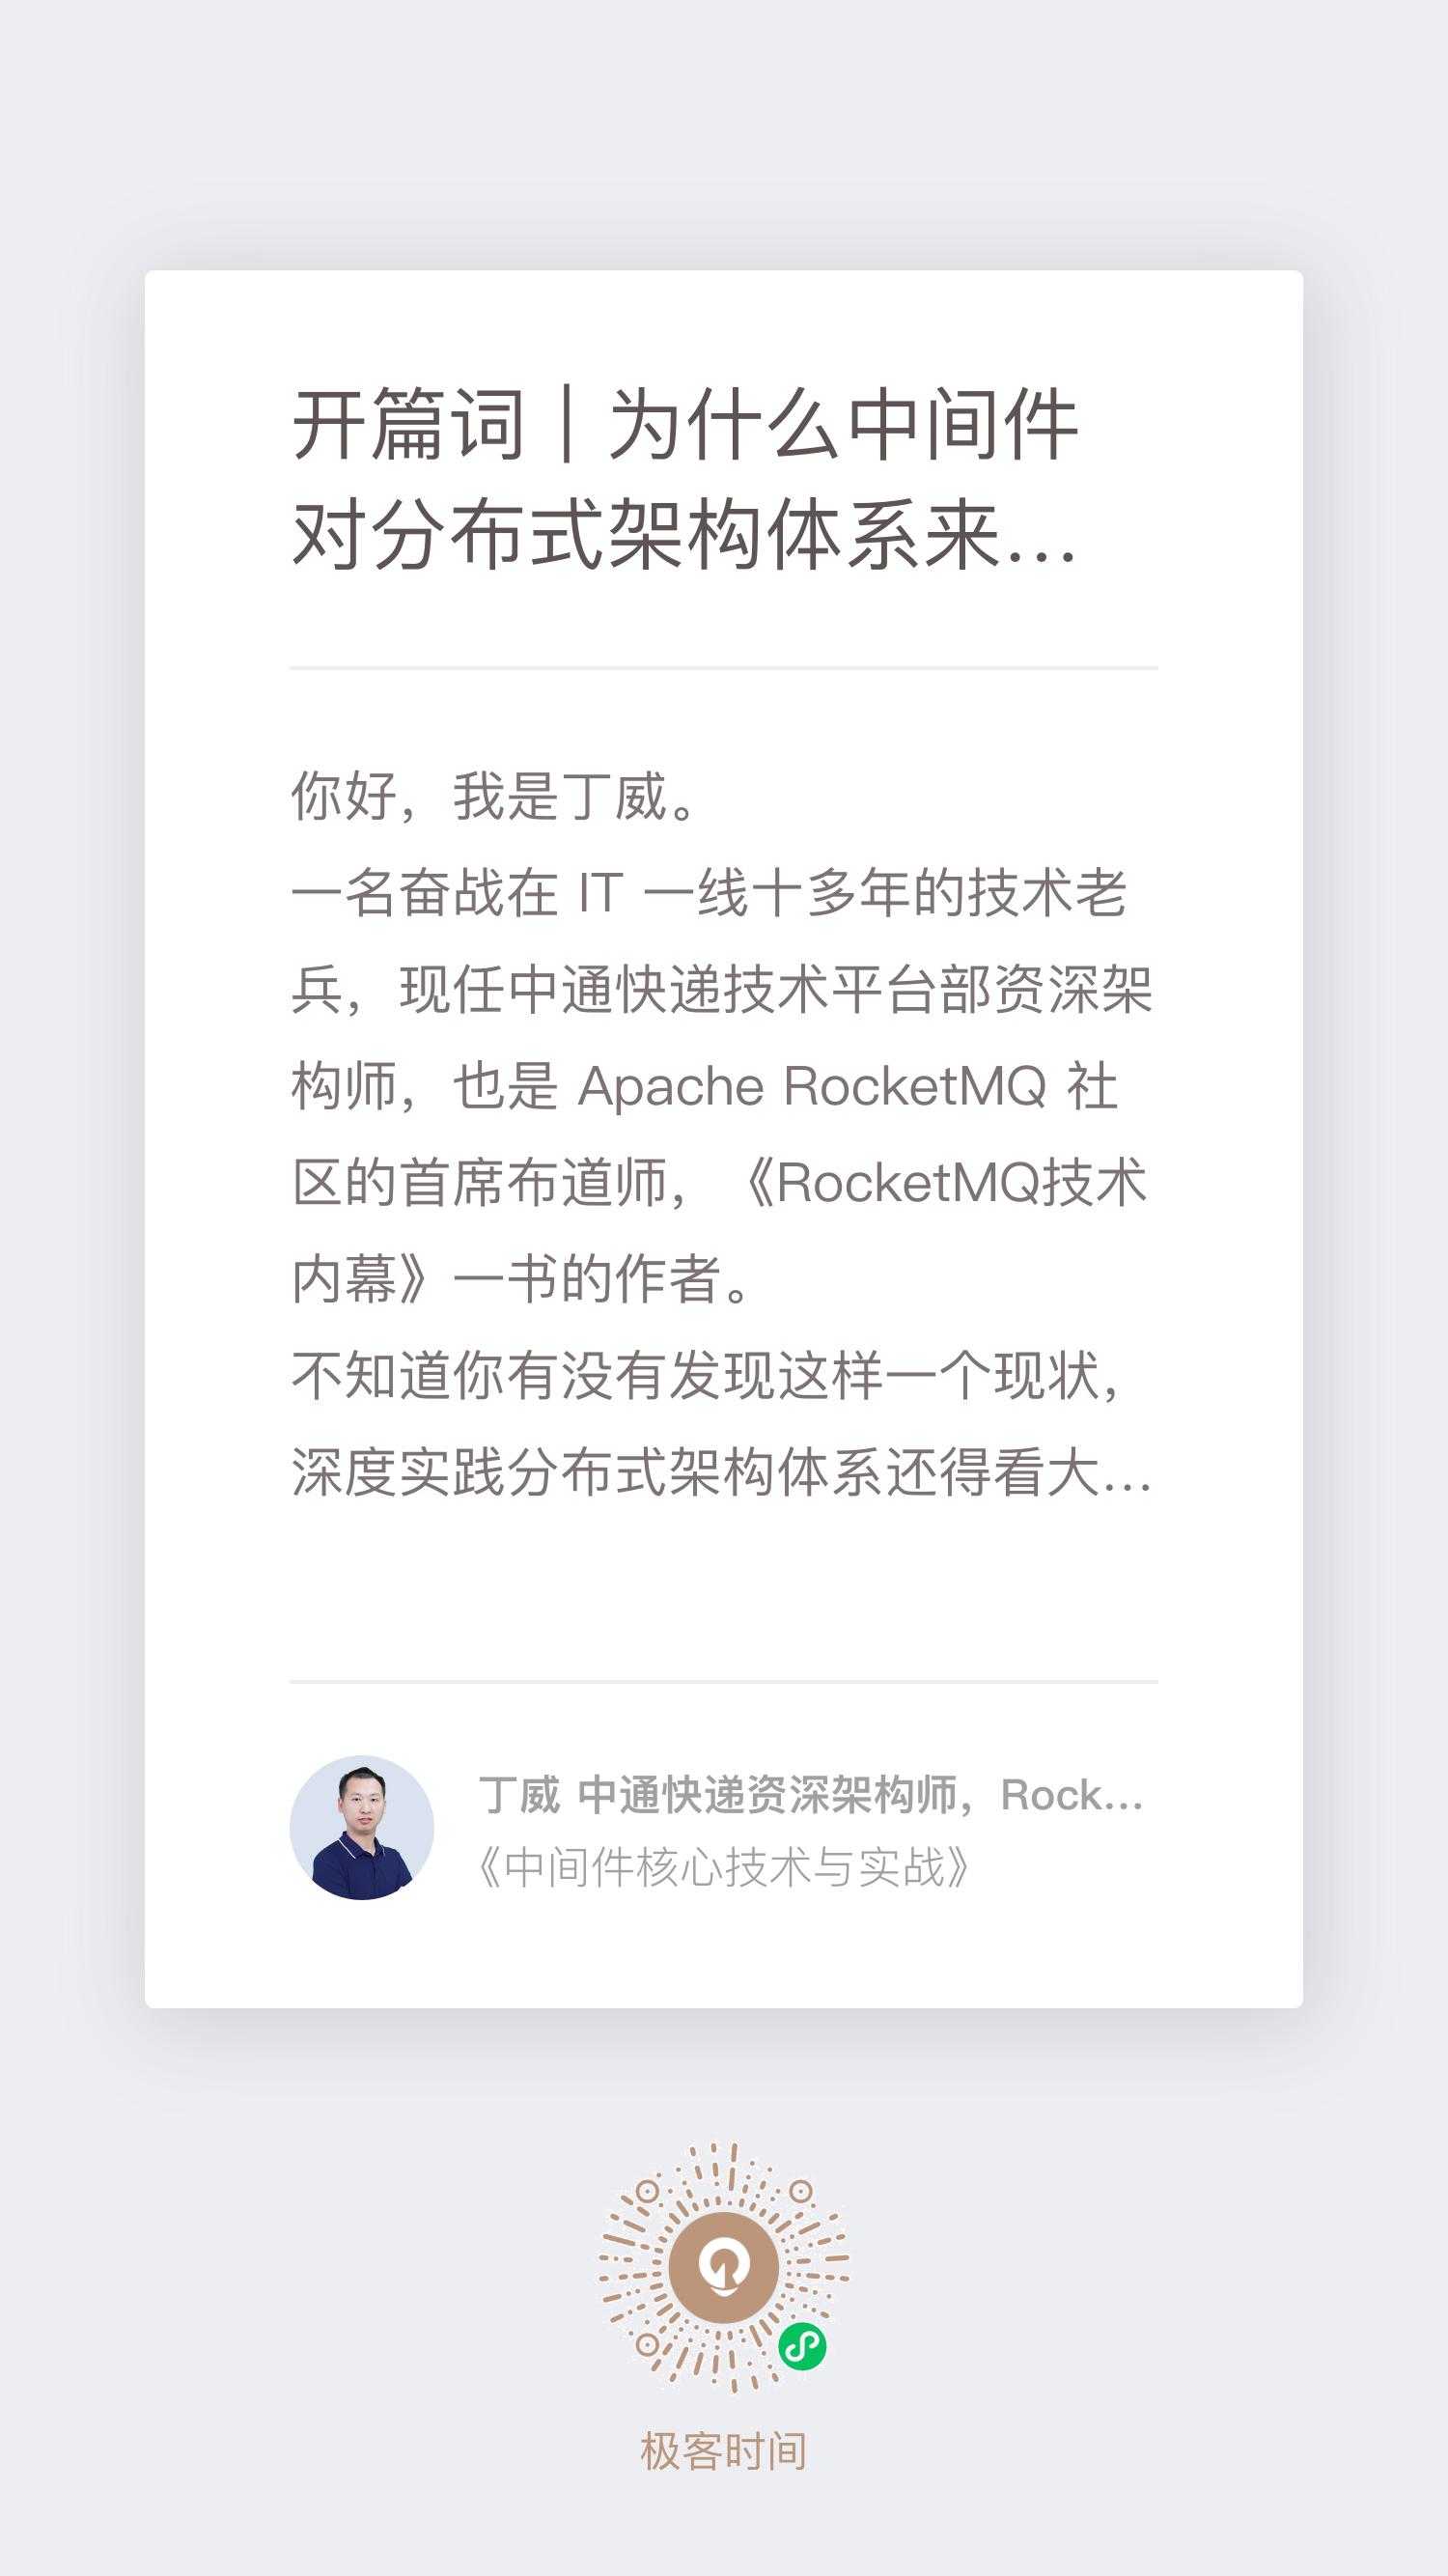 开篇词｜为什么中间件
对分布式架构体系来…
你好，我是丁威。
一名奋战在 IT 一线十多年的技术老
兵，现任中通快递技术平台部资深架
构师，也是 Apache RocketMQ 社
区的首席布道师，《RocketMQ技术
内幕》一书的作者。
不知道你有没有发现这样一个现状，
深度实践分布式架构体系还得看大…
丁威 中通快递资深架构师，Rock…
《中间件核心技术与实战》
极客时间